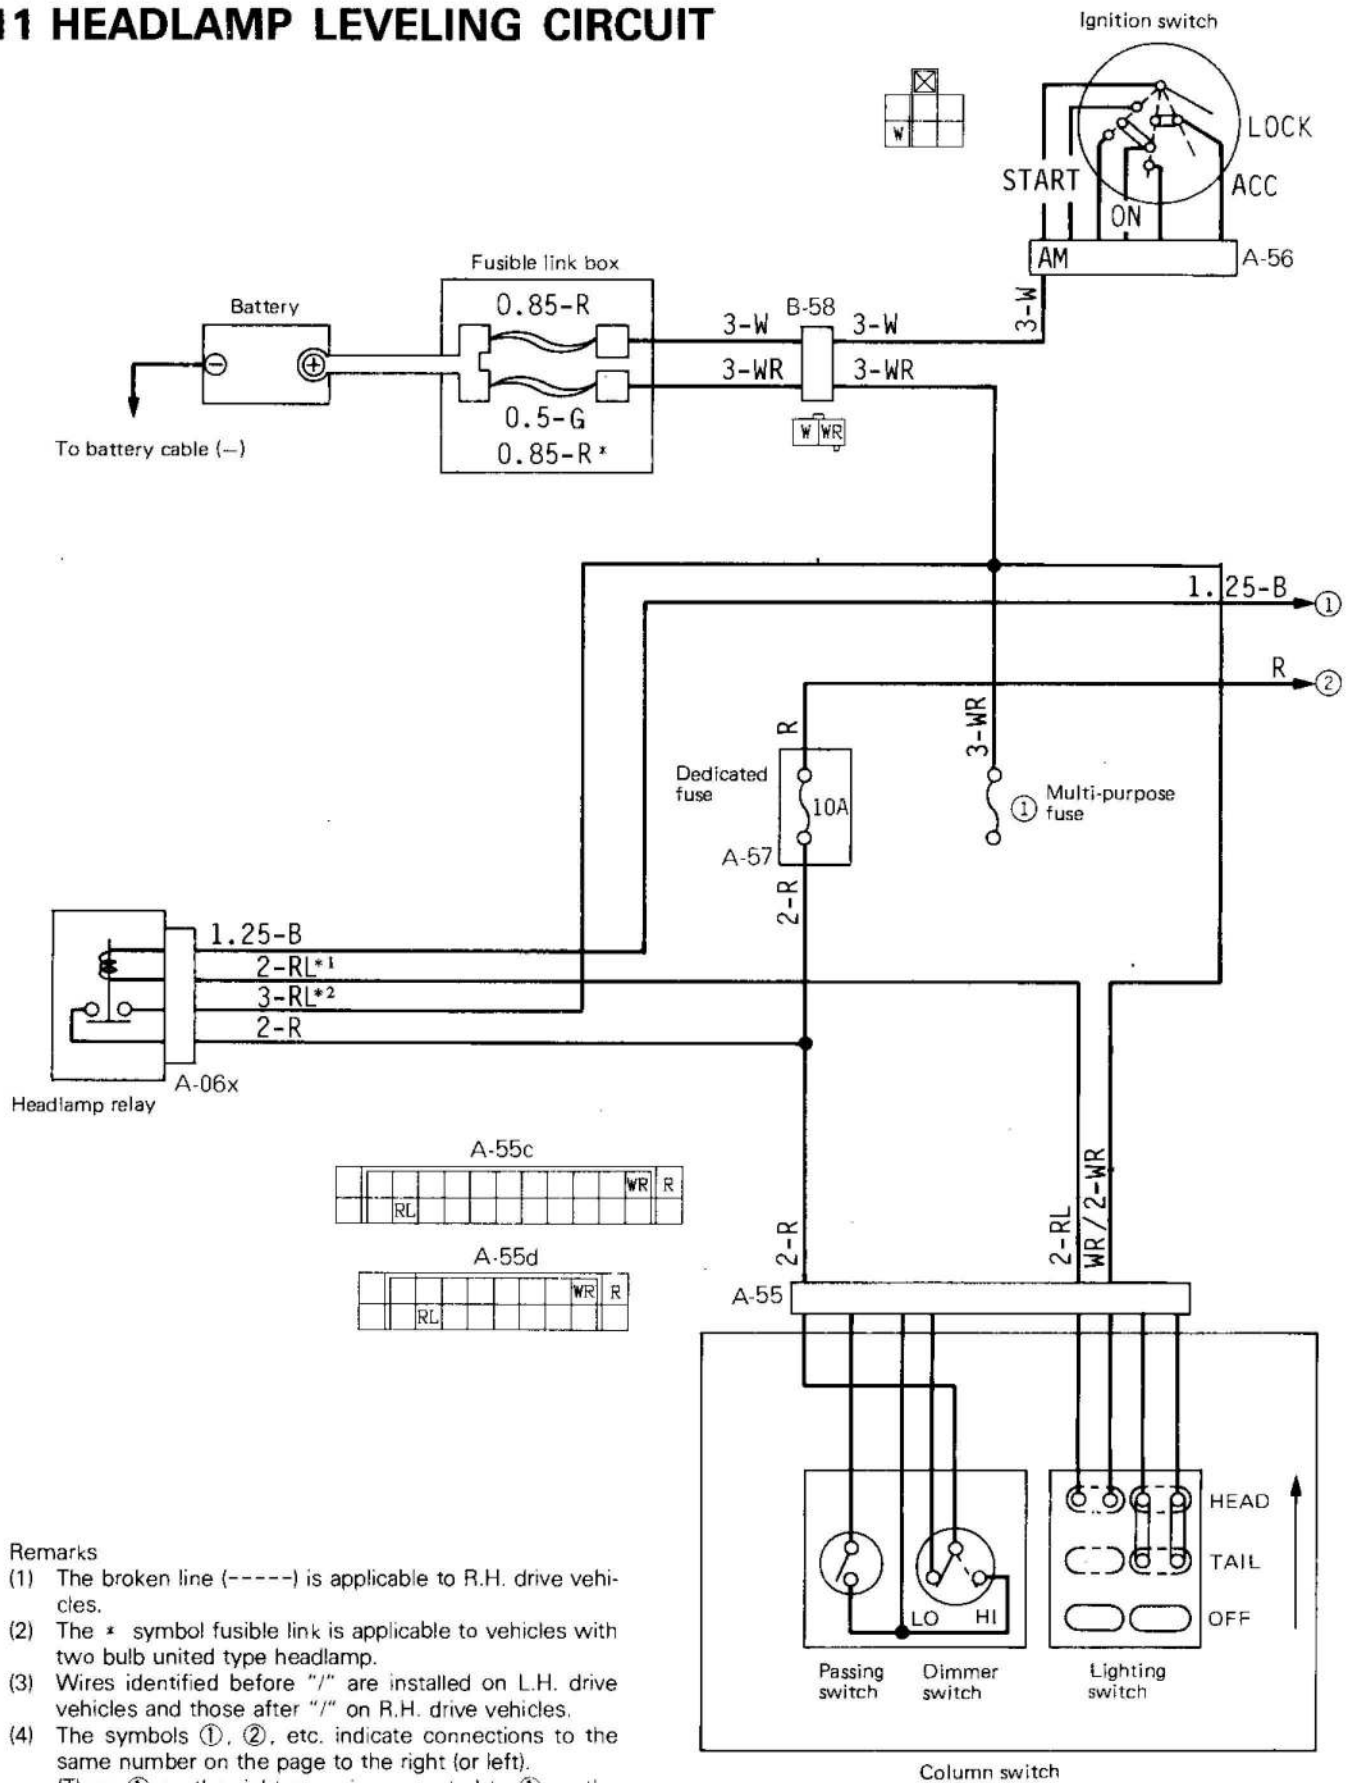 11 HEADLAMP LEVELING CIRCUIT
Ignition switch
W
LOCK
START
ACC
ON
AM
A-56
3-W
Fusible link box
Battery
0.85-R
B-58
3-W
3-W
3-WR
3-WR
0.5-G
0.85-R*
W WR
To battery cable (−)
1.25-B ①
R ②
R
3-WR
Dedicated
fuse
10A
① Multi-purpose
fuse
A-57
2-R
1.25-B
2-RL*1
3-RL*2
2-R
A-06x
Headlamp relay
A-55c
WR R
RL
A-55d
WR R
RL
2-R
2-RL
WR/2-WR
A-55
HEAD
TAIL
OFF
LO
HI
Passing
switch
Dimmer
switch
Lighting
switch
Column switch
Remarks
(1) The broken line (-----) is applicable to R.H. drive vehi-
cles.
(2) The * symbol fusible link is applicable to vehicles with
two bulb united type headlamp.
(3) Wires identified before "/" are installed on L.H. drive
vehicles and those after "/" on R.H. drive vehicles.
(4) The symbols ①, ②, etc. indicate connections to the
same number on the page to the right (or left).